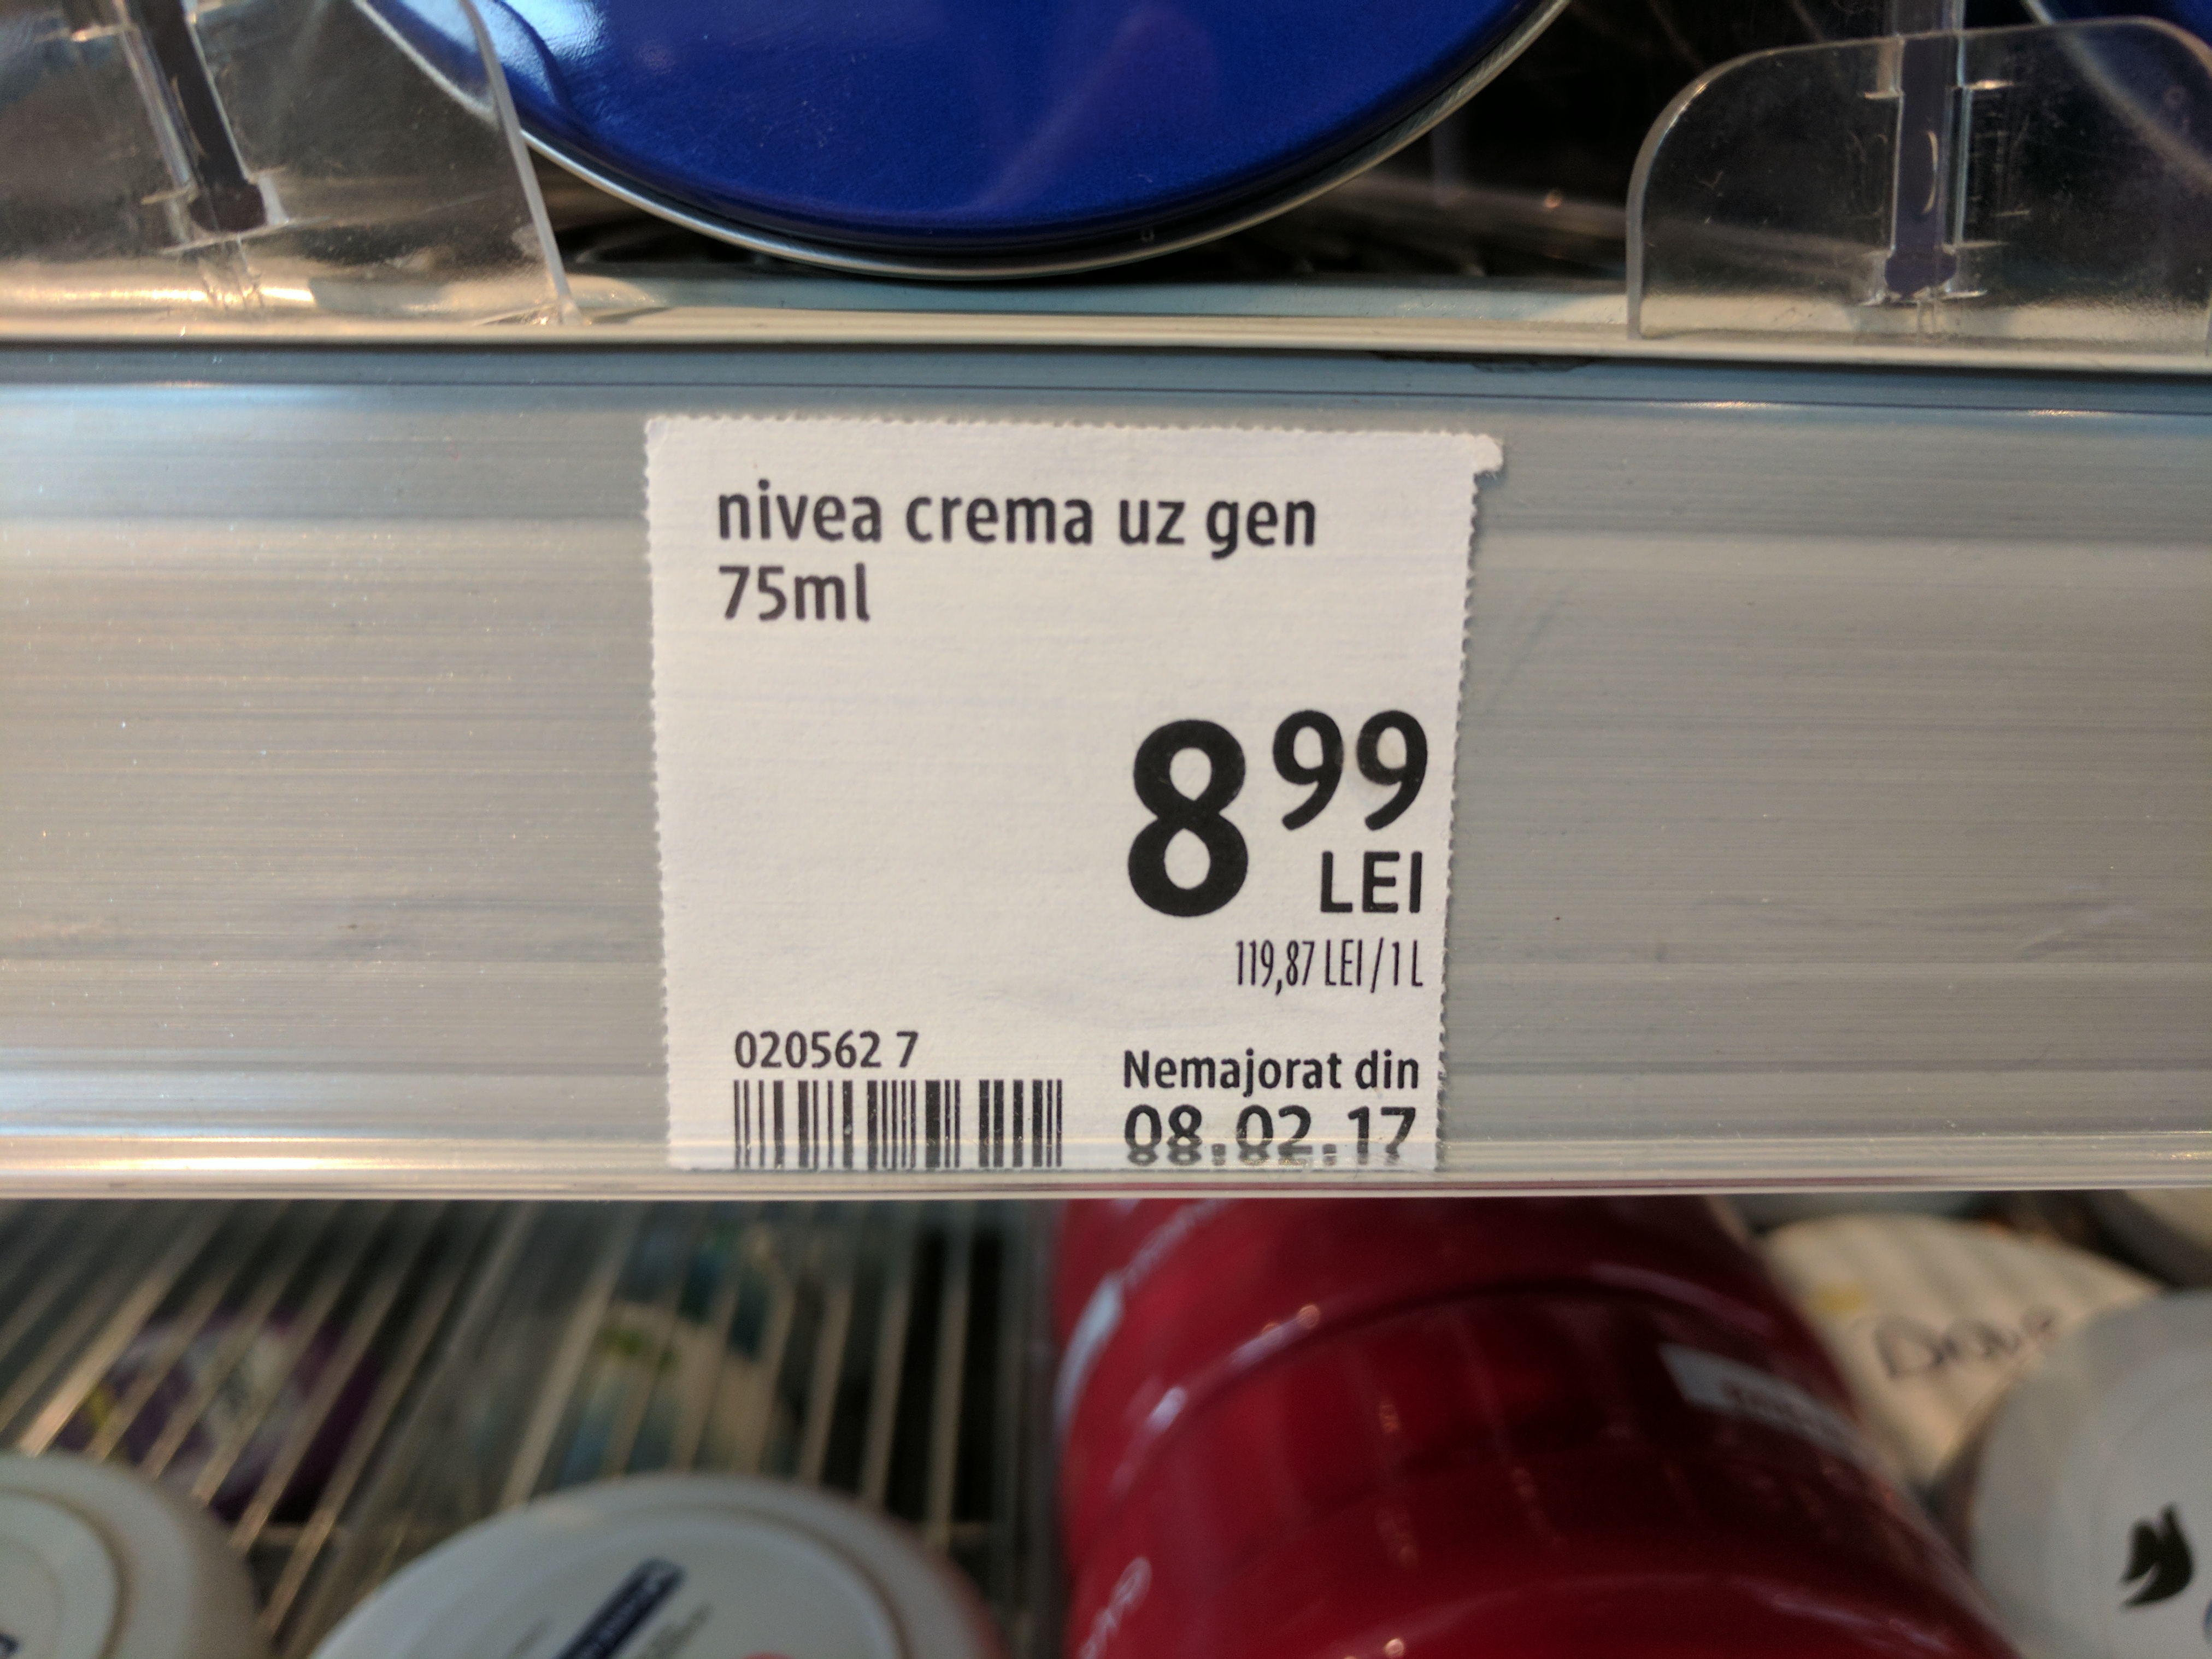 nivea crema uz gen
75ml
8 99
LEI
119,87 LEI / 1 L
020562 7
Nemajorat din
08.02.17
Dove